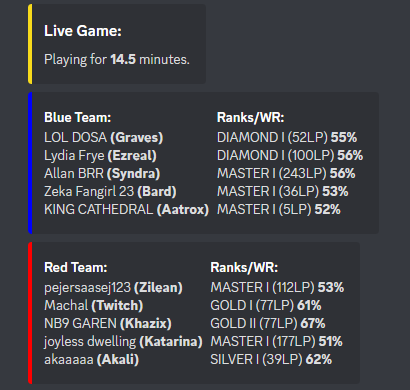 Live Game:
Playing for 14.5 minutes.
Blue Team: Ranks/WR:
LOL DOSA (Graves) DIAMOND I (52LP) 55%
Lydia Frye (Ezreal) DIAMOND I (100LP) 56%
Allan BRR (Syndra) MASTER I (243LP) 56%
Zeka Fangirl 23 (Bard) MASTER I (36LP) 53%
KING CATHEDRAL (Aatrox) MASTER I (5LP) 52%
Red Team: Ranks/WR:
pejersaasej123 (Zilean) MASTER I (112LP) 53%
Machal (Twitch) GOLD I (77LP) 61%
NB9 GAREN (Khazix) GOLD II (77LP) 67%
joyless dwelling (Katarina) MASTER I (177LP) 51%
akaaaaa (Akali) SILVER I (39LP) 62%